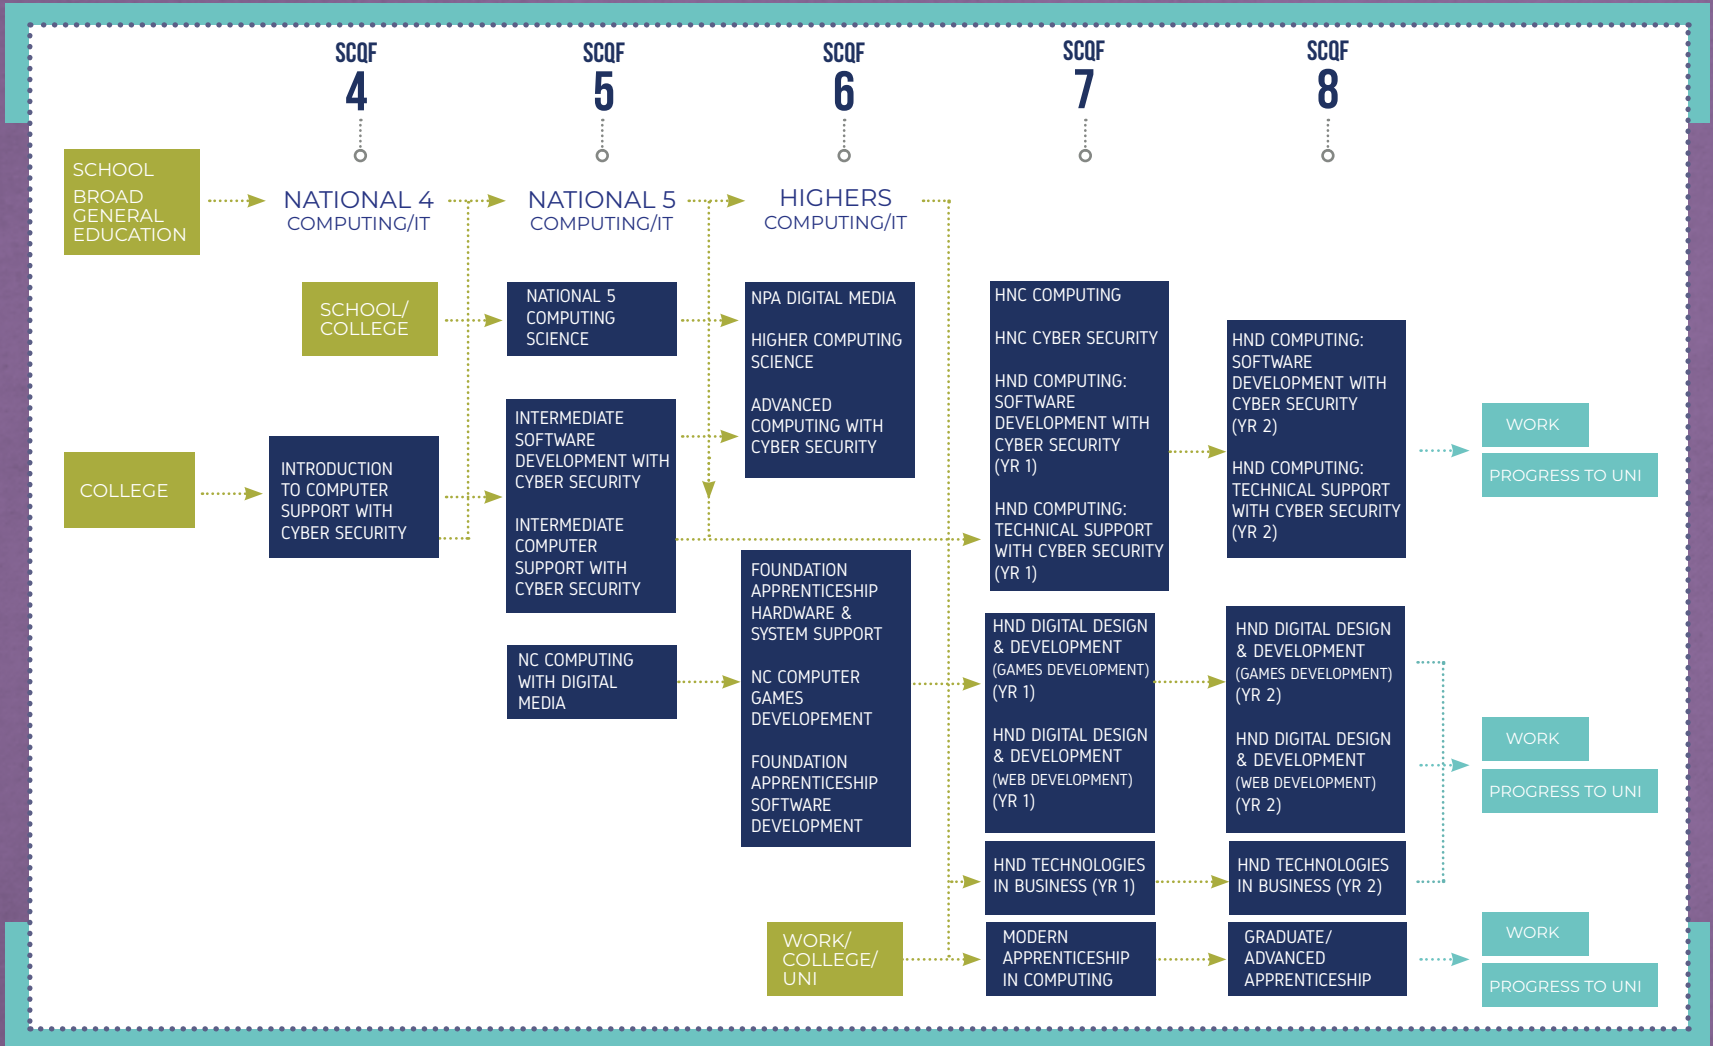 SCQF
4
SCQF
5
SCQF
6
SCQF
7
SCQF
8
SCHOOL
BROAD
GENERAL
EDUCATION
NATIONAL 4
COMPUTING/IT
NATIONAL 5
COMPUTING/IT
HIGHERS
COMPUTING/IT
SCHOOL/
COLLEGE
NATIONAL 5
COMPUTING
SCIENCE
NPA DIGITAL MEDIA
HIGHER COMPUTING
SCIENCE
ADVANCED
COMPUTING WITH
CYBER SECURITY
HNC COMPUTING
HNC CYBER SECURITY
HND COMPUTING:
SOFTWARE
DEVELOPMENT WITH
CYBER SECURITY
(YR 1)
HND COMPUTING:
TECHNICAL SUPPORT
WITH CYBER SECURITY
(YR 1)
HND COMPUTING:
SOFTWARE
DEVELOPMENT WITH
CYBER SECURITY
(YR 2)
HND COMPUTING:
TECHNICAL SUPPORT
WITH CYBER SECURITY
(YR 2)
WORK
PROGRESS TO UNI
COLLEGE
INTRODUCTION
TO COMPUTER
SUPPORT WITH
CYBER SECURITY
INTERMEDIATE
SOFTWARE
DEVELOPMENT WITH
CYBER SECURITY
INTERMEDIATE
COMPUTER
SUPPORT WITH
CYBER SECURITY
NC COMPUTING
WITH DIGITAL
MEDIA
FOUNDATION
APPRENTICESHIP
HARDWARE &
SYSTEM SUPPORT
NC COMPUTER
GAMES
DEVELOPEMENT
FOUNDATION
APPRENTICESHIP
SOFTWARE
DEVELOPMENT
HND DIGITAL DESIGN
& DEVELOPMENT
(GAMES DEVELOPMENT)
(YR 1)
HND DIGITAL DESIGN
& DEVELOPMENT
(WEB DEVELOPMENT)
(YR 1)
HND DIGITAL DESIGN
& DEVELOPMENT
(GAMES DEVELOPMENT)
(YR 2)
HND DIGITAL DESIGN
& DEVELOPMENT
(WEB DEVELOPMENT)
(YR 2)
WORK
PROGRESS TO UNI
HND TECHNOLOGIES
IN BUSINESS (YR 1)
HND TECHNOLOGIES
IN BUSINESS (YR 2)
WORK/
COLLEGE/
UNI
MODERN
APPRENTICESHIP
IN COMPUTING
GRADUATE/
ADVANCED
APPRENTICESHIP
WORK
PROGRESS TO UNI